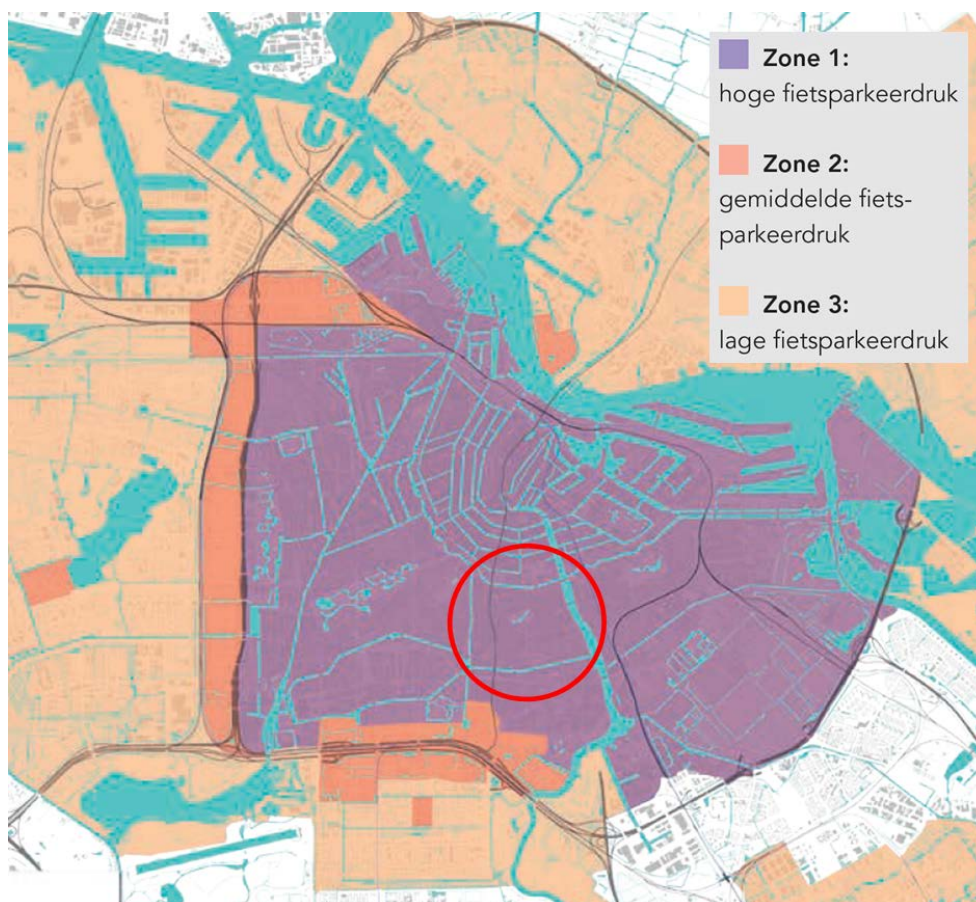 Zone 1:
hoge fietsparkeerdruk
Zone 2:
gemiddelde fiets-
parkeerdruk
Zone 3:
lage fietsparkeerdruk